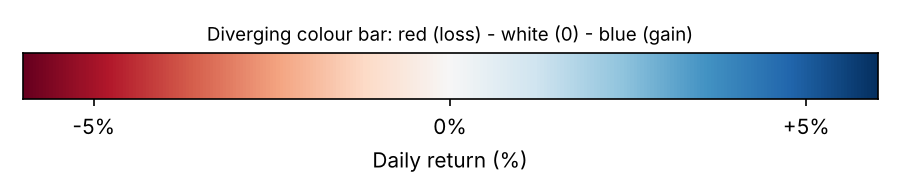 Diverging colour bar: red (loss) - white (0) - blue (gain)
-5% 0% +5%
Daily return (%)